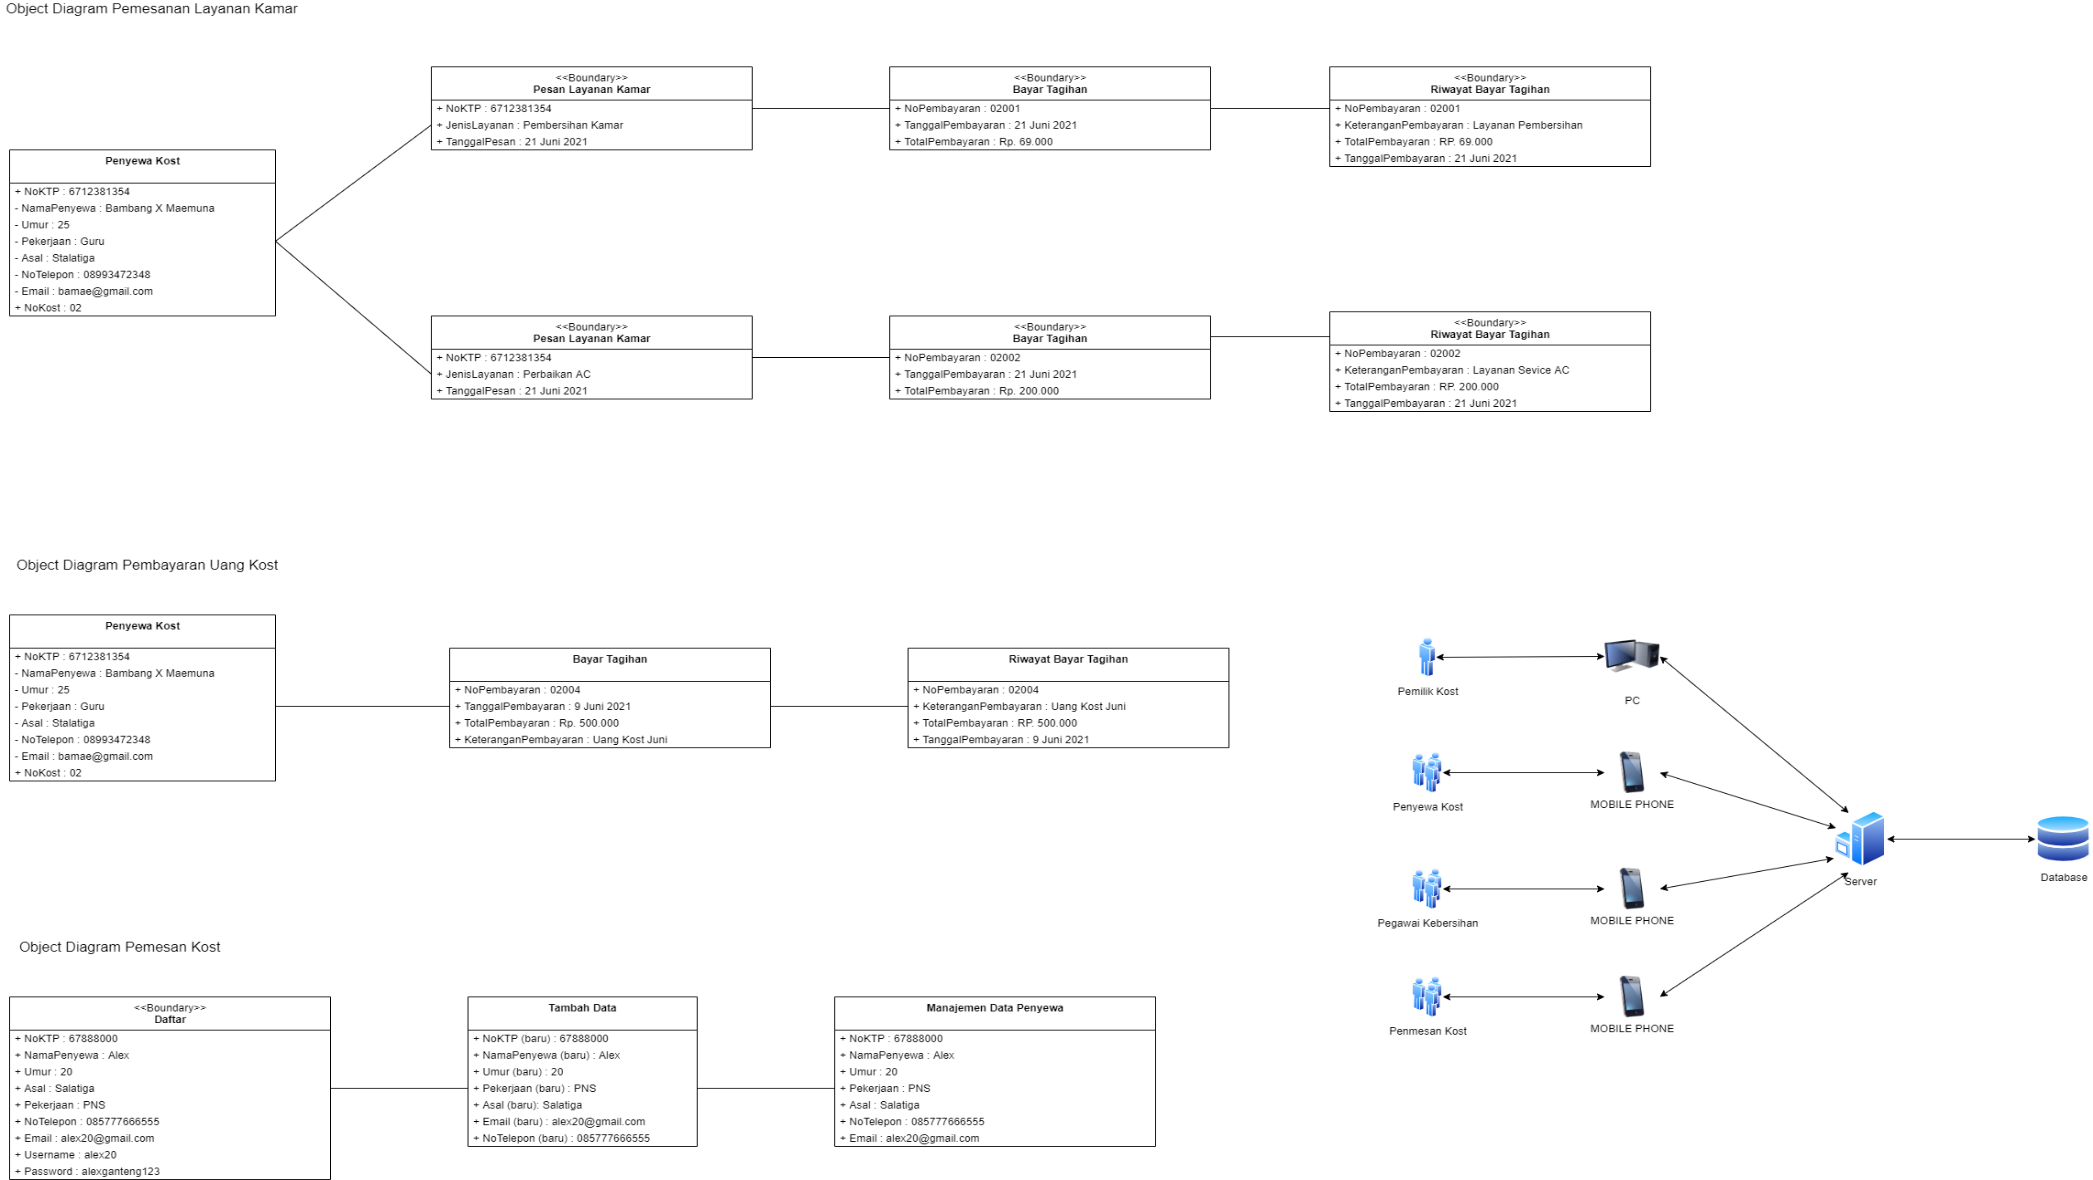 Object Diagram Pemesanan Layanan Kamar
<<Boundary>>
Pesan Layanan Kamar
+ NoKTP : 6712381354
+ JenisLayanan : Pembersihan Kamar
+ TanggalPesan : 21 Juni 2021
<<Boundary>>
Bayar Tagihan
+ NoPembayaran : 02001
+ TanggalPembayaran : 21 Juni 2021
+ TotalPembayaran : Rp. 69.000
<<Boundary>>
Riwayat Bayar Tagihan
+ NoPembayaran : 02001
+ KeteranganPembayaran : Layanan Pembersihan
+ TotalPembayaran : RP. 69.000
+ TanggalPembayaran : 21 Juni 2021
Penyewa Kost
+ NoKTP : 6712381354
- NamaPenyewa : Bambang X Maemuna
- Umur : 25
- Pekerjaan : Guru
- Asal : Stalatiga
- NoTelepon : 08993472348
- Email : bamae@gmail.com
+ NoKost : 02
<<Boundary>>
Pesan Layanan Kamar
+ NoKTP : 6712381354
+ JenisLayanan : Perbaikan AC
+ TanggalPesan : 21 Juni 2021
<<Boundary>>
Bayar Tagihan
+ NoPembayaran : 02002
+ TanggalPembayaran : 21 Juni 2021
+ TotalPembayaran : Rp. 200.000
<<Boundary>>
Riwayat Bayar Tagihan
+ NoPembayaran : 02002
+ KeteranganPembayaran : Layanan Sevice AC
+ TotalPembayaran : RP. 200.000
+ TanggalPembayaran : 21 Juni 2021
Object Diagram Pembayaran Uang Kost
Penyewa Kost
+ NoKTP : 6712381354
- NamaPenyewa : Bambang X Maemuna
- Umur : 25
- Pekerjaan : Guru
- Asal : Stalatiga
- NoTelepon : 08993472348
- Email : bamae@gmail.com
+ NoKost : 02
Bayar Tagihan
+ NoPembayaran : 02004
+ TanggalPembayaran : 9 Juni 2021
+ TotalPembayaran : Rp. 500.000
+ KeteranganPembayaran : Uang Kost Juni
Riwayat Bayar Tagihan
+ NoPembayaran : 02004
+ KeteranganPembayaran : Uang Kost Juni
+ TotalPembayaran : RP. 500.000
+ TanggalPembayaran : 9 Juni 2021
Pemilik Kost
PC
Penyewa Kost
MOBILE PHONE
Server
Database
Pegawai Kebersihan
MOBILE PHONE
Penmesan Kost
MOBILE PHONE
Object Diagram Pemesan Kost
<<Boundary>>
Daftar
+ NoKTP : 67888000
+ NamaPenyewa : Alex
+ Umur : 20
+ Asal : Salatiga
+ Pekerjaan : PNS
+ NoTelepon : 085777666555
+ Email : alex20@gmail.com
+ Username : alex20
+ Password : alexganteng123
Tambah Data
+ NoKTP (baru) : 67888000
+ NamaPenyewa (baru) : Alex
+ Umur (baru) : 20
+ Pekerjaan (baru) : PNS
+ Asal (baru): Salatiga
+ Email (baru) : alex20@gmail.com
+ NoTelepon (baru) : 085777666555
Manajemen Data Penyewa
+ NoKTP : 67888000
+ NamaPenyewa : Alex
+ Umur : 20
+ Pekerjaan : PNS
+ Asal : Salatiga
+ NoTelepon : 085777666555
+ Email : alex20@gmail.com